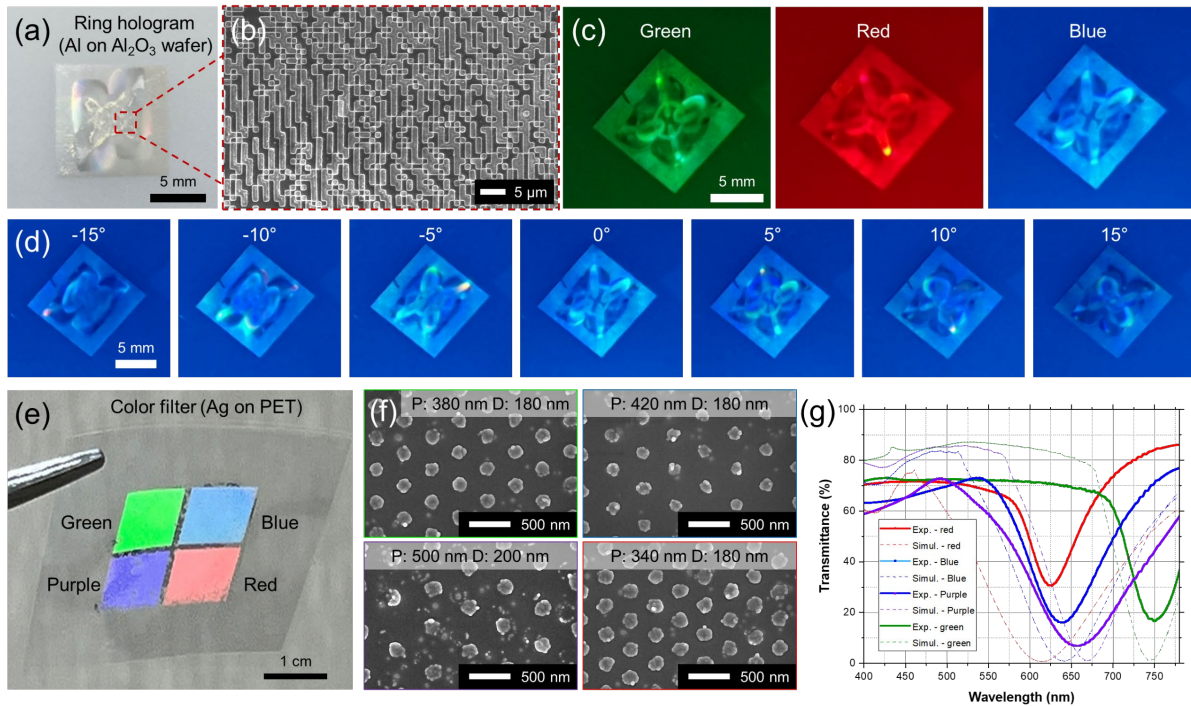 (a)
Ring hologram
(Al on Al₂O₃ wafer)
5 mm
(b)
5 μm
(c)
Green
5 mm
Red
Blue
(d)
-15°
5 mm
-10°
-5°
0°
5°
10°
15°
(e)
Color filter (Ag on PET)
Green
Blue
Purple
Red
1 cm
(f)
P: 380 nm D: 180 nm
500 nm
P: 420 nm D: 180 nm
500 nm
P: 500 nm D: 200 nm
500 nm
P: 340 nm D: 180 nm
500 nm
(g)
Transmittance (%)
100
80
60
40
20
0
Exp. - red
Simul. - red
Exp. - Blue
Simul. - Blue
Exp. - Purple
Simul. - Purple
Exp. - green
Simul. - green
400
450
500
550
600
650
700
750
Wavelength (nm)